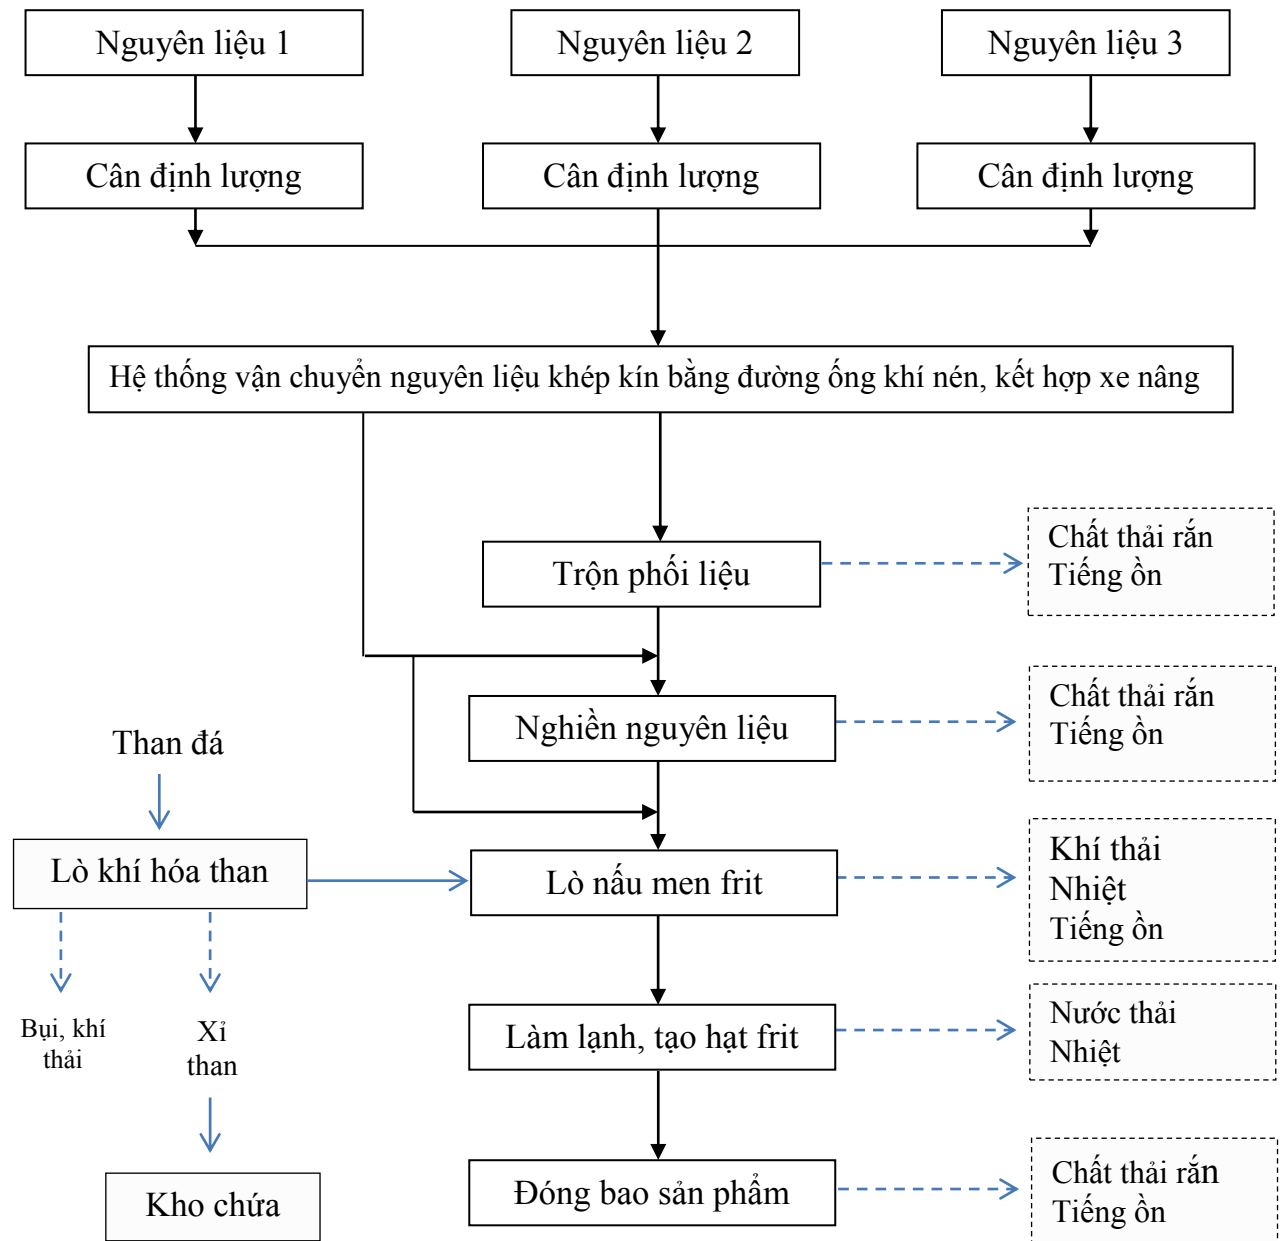 Nguyên liệu 1
Nguyên liệu 2
Nguyên liệu 3
Cân định lượng
Cân định lượng
Cân định lượng
Hệ thống vận chuyển nguyên liệu khép kín bằng đường ống khí nén, kết hợp xe nâng
Trộn phối liệu
Chất thải rắn
Tiếng ồn
Nghiền nguyên liệu
Chất thải rắn
Tiếng ồn
Than đá
Lò khí hóa than
Lò nấu men frit
Khí thải
Nhiệt
Tiếng ồn
Bụi, khí
thải
Xỉ
than
Làm lạnh, tạo hạt frit
Nước thải
Nhiệt
Kho chứa
Đóng bao sản phẩm
Chất thải rắn
Tiếng ồn